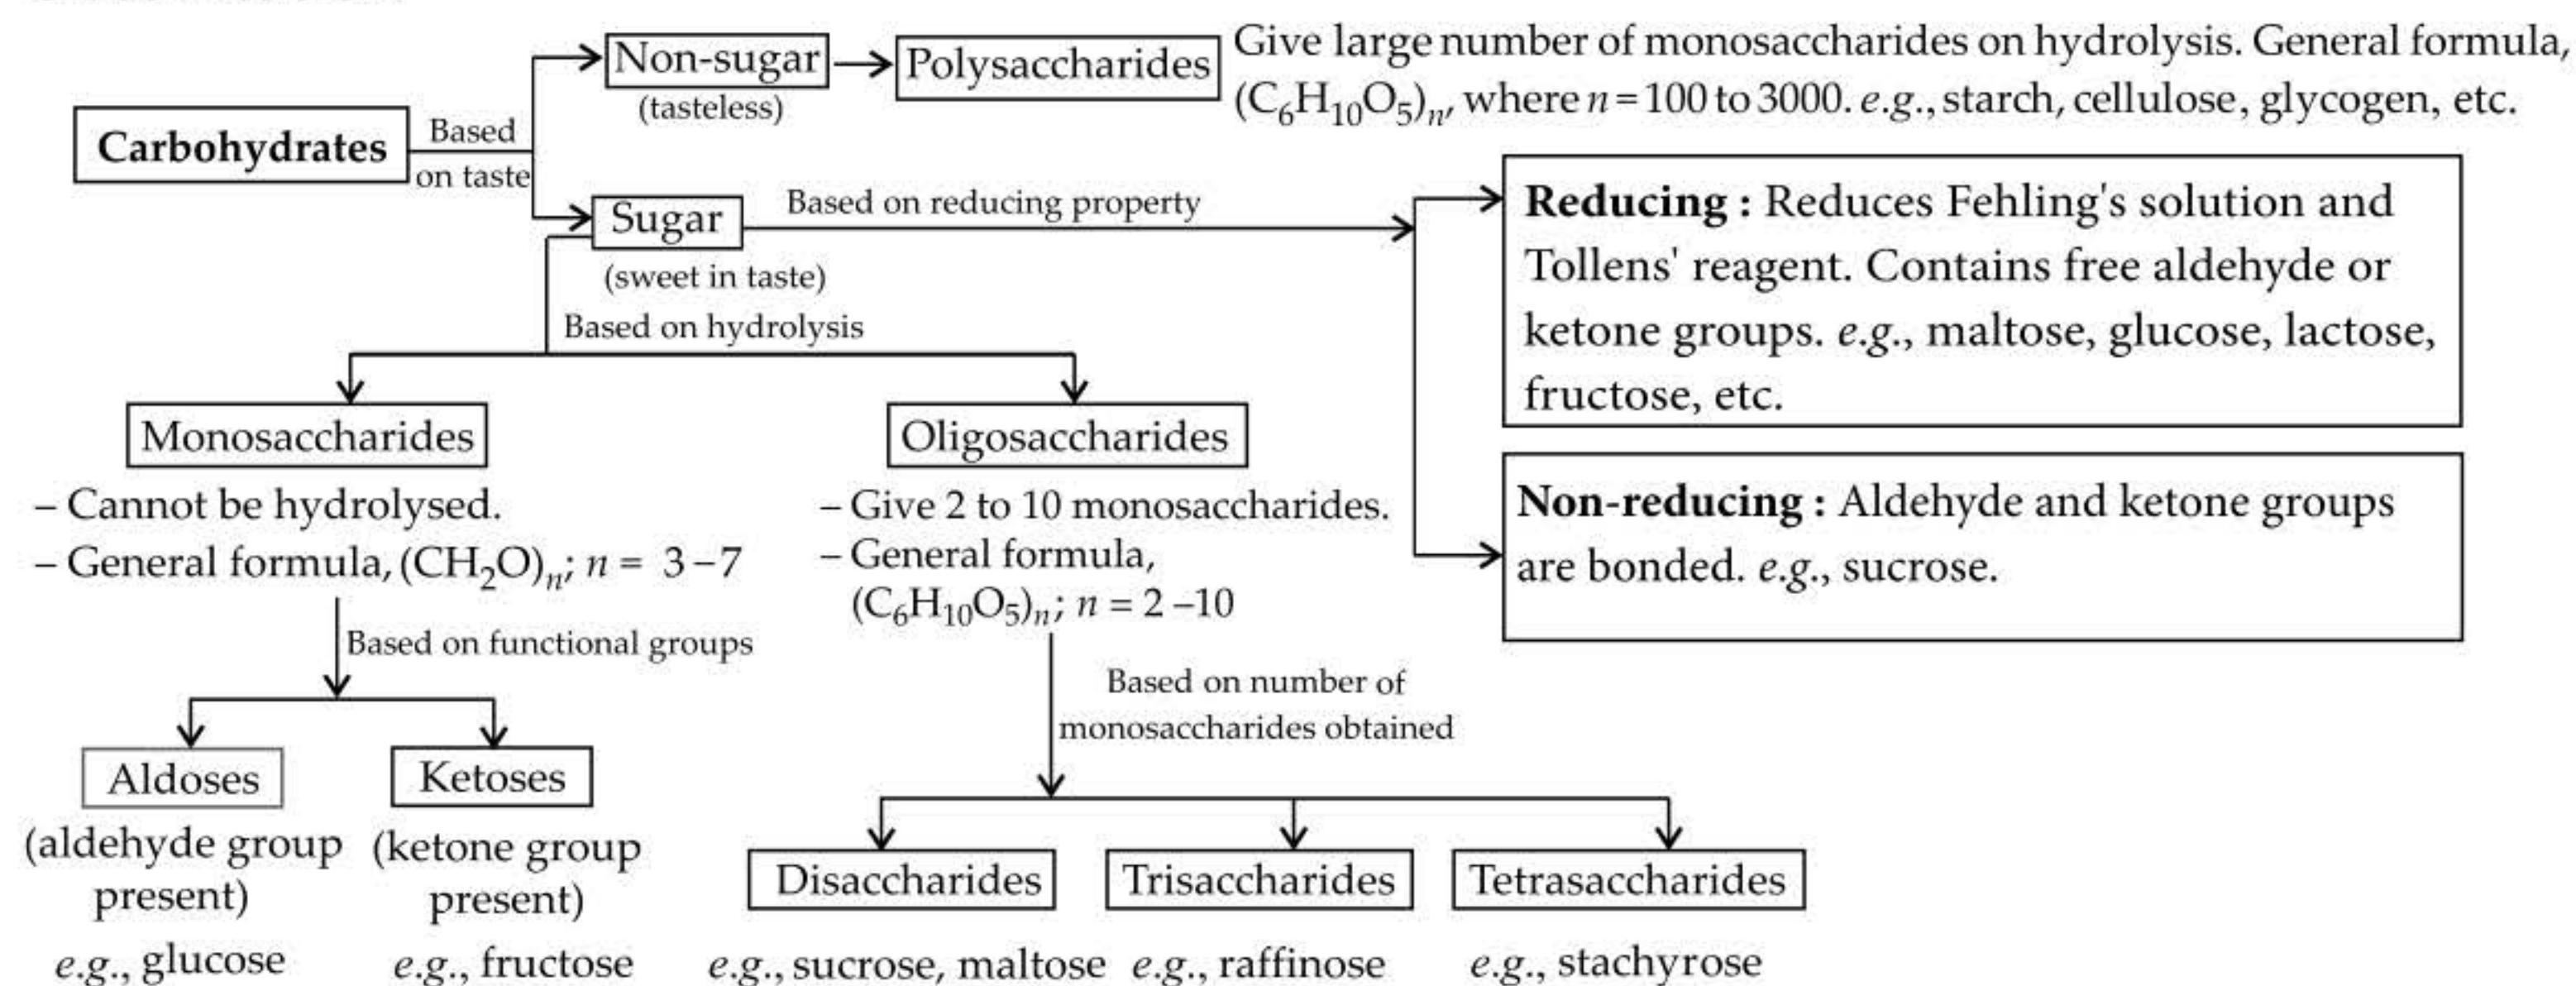 Non-sugar
(tasteless)
Polysaccharides
Give large number of monosaccharides on hydrolysis. General formula,
(C₆H₁₀O₅)ₙ, where n = 100 to 3000. e.g., starch, cellulose, glycogen, etc.
Carbohydrates
Based
on taste
Sugar
(sweet in taste)
Based on reducing property
Reducing : Reduces Fehling's solution and
Tollens' reagent. Contains free aldehyde or
ketone groups. e.g., maltose, glucose, lactose,
fructose, etc.
Non-reducing : Aldehyde and ketone groups
are bonded. e.g., sucrose.
Based on hydrolysis
Monosaccharides
– Cannot be hydrolysed.
– General formula, (CH₂O)ₙ; n = 3 – 7
Based on functional groups
Aldoses
(aldehyde group
present)
e.g., glucose
Ketoses
(ketone group
present)
e.g., fructose
Oligosaccharides
– Give 2 to 10 monosaccharides.
– General formula,
(C₆H₁₀O₅)ₙ; n = 2 –10
Based on number of
monosaccharides obtained
Disaccharides
e.g., sucrose, maltose
Trisaccharides
e.g., raffinose
Tetrasaccharides
e.g., stachyrose